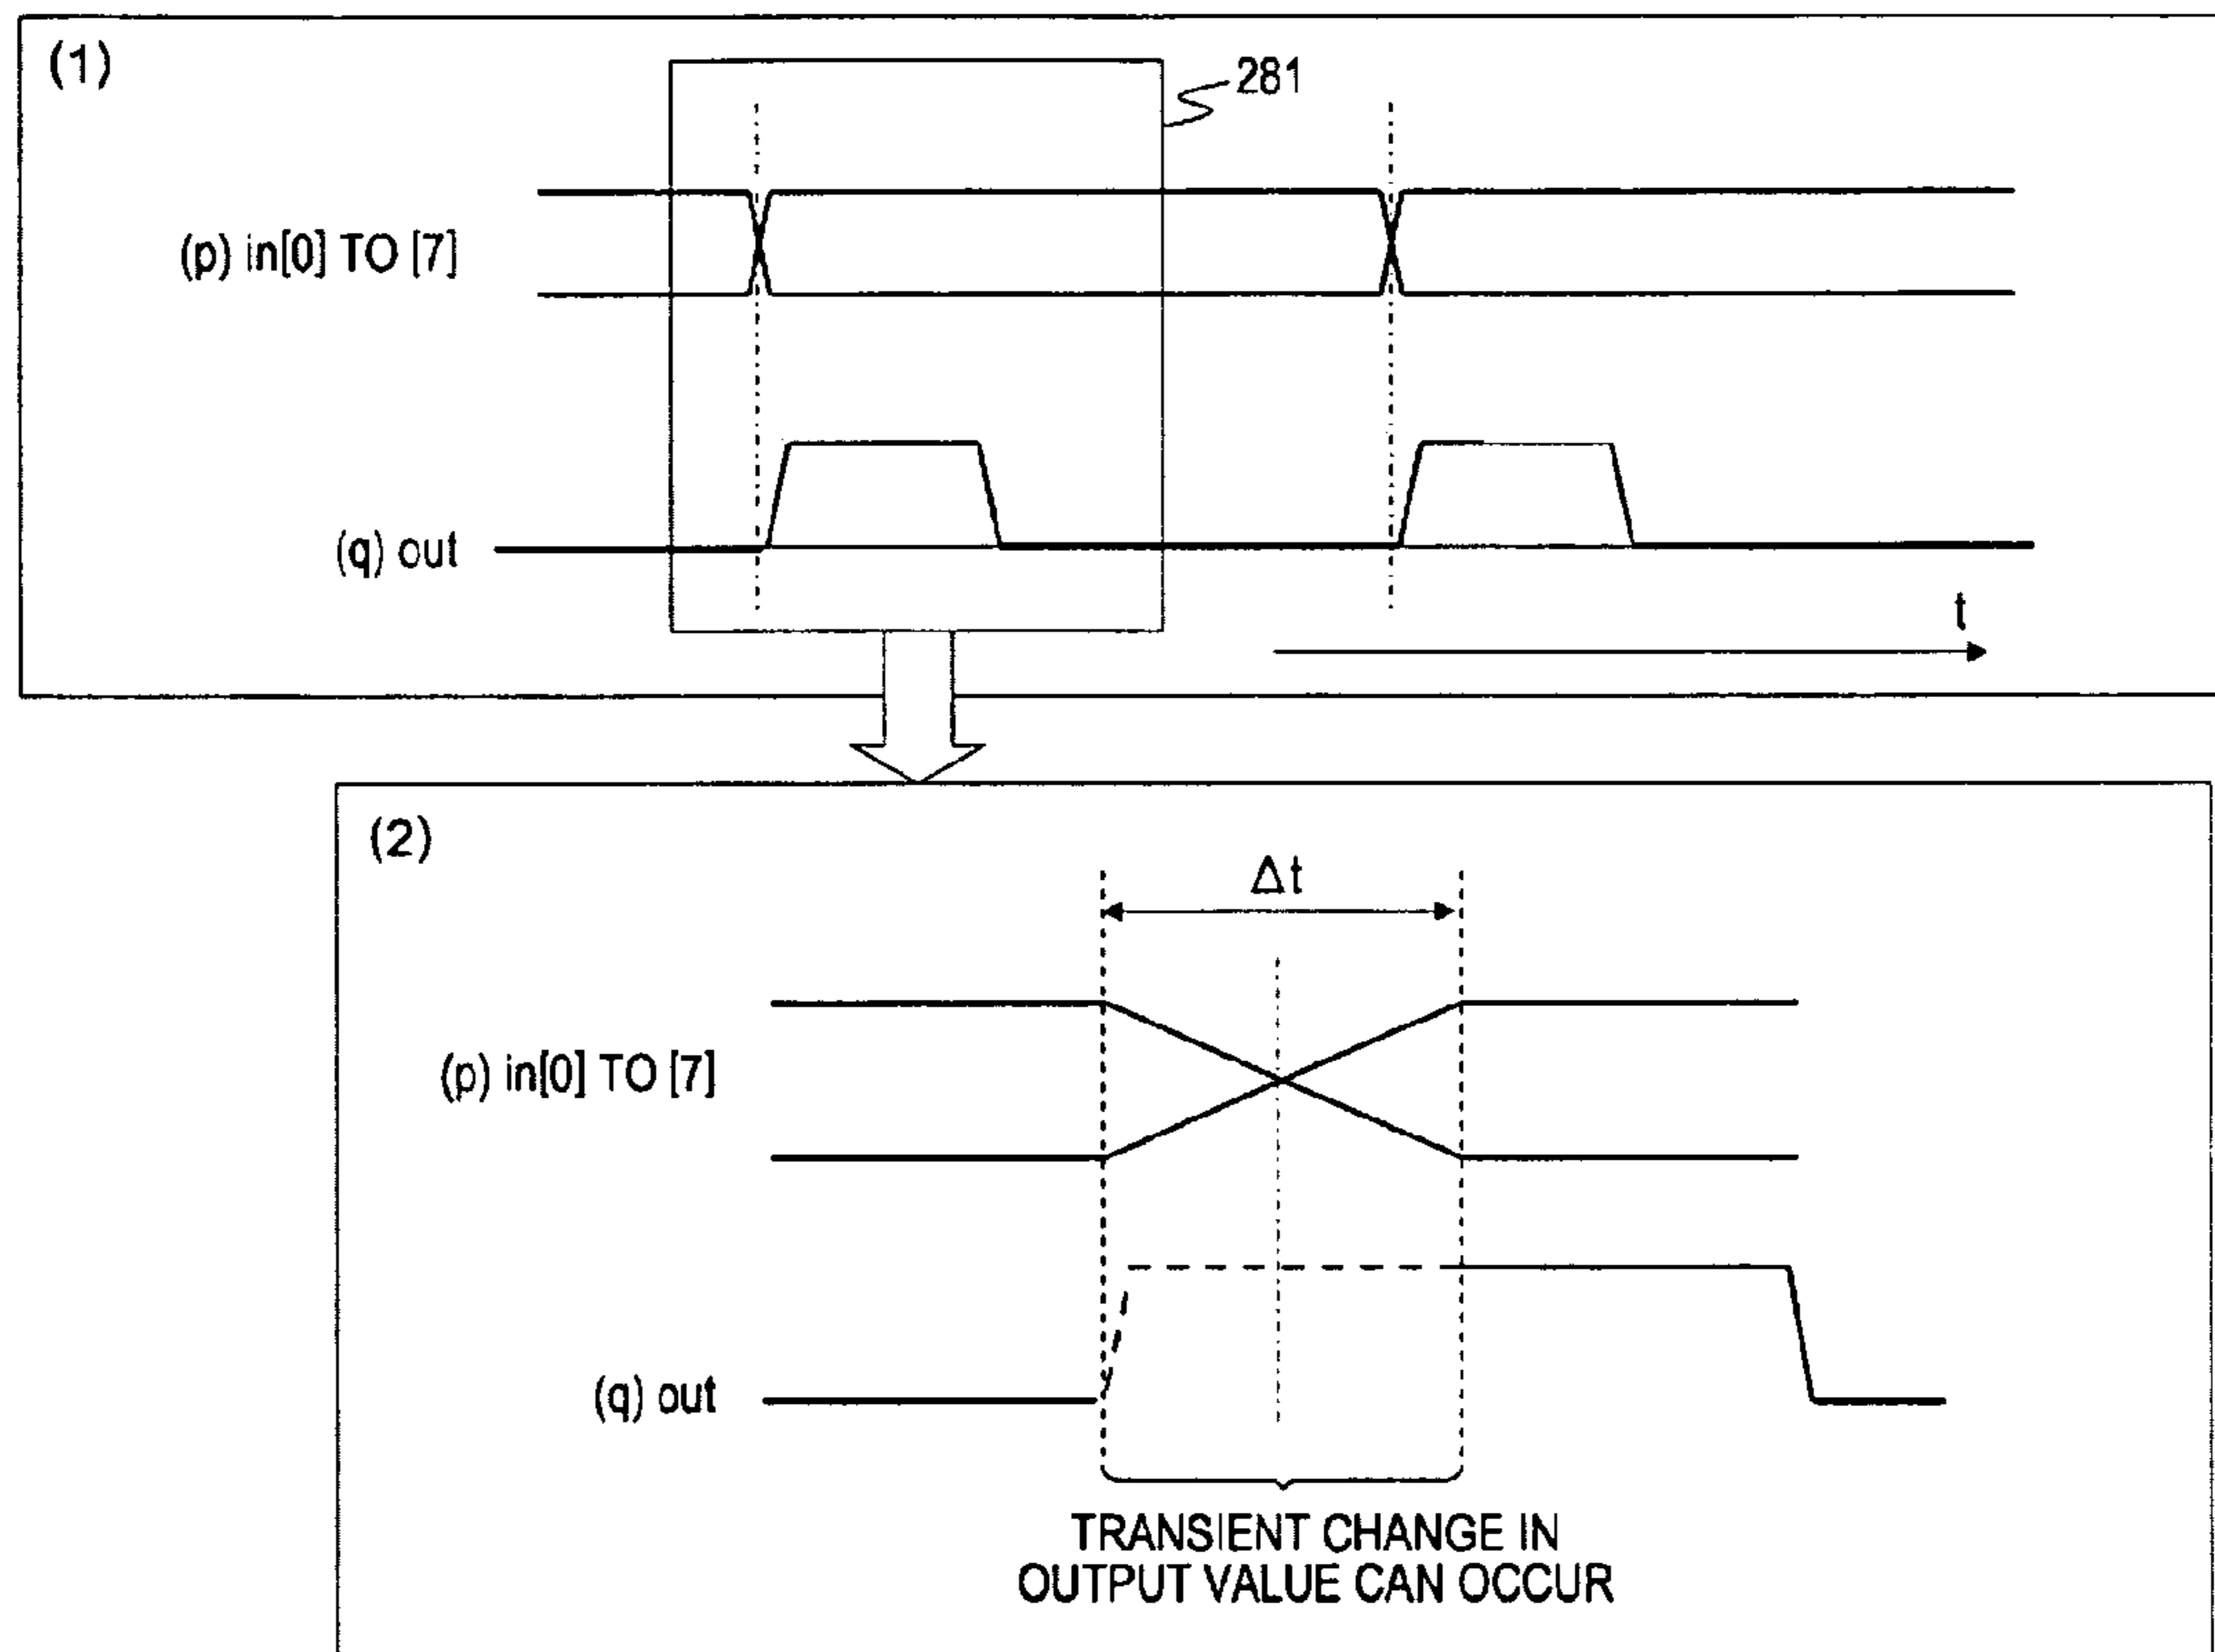 (1)
281
(p) in[0] TO [7]
(q) out
t
(2)
Δt
(p) in[0] TO [7]
(q) out
TRANSIENT CHANGE IN
OUTPUT VALUE CAN OCCUR